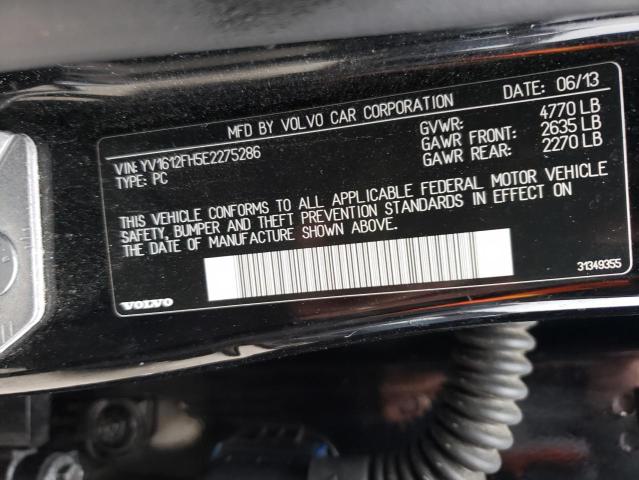 MFD BY VOLVO CAR CORPORATION DATE: 06/13
GVWR: 4770 LB
GAWR FRONT: 2635 LB
GAWR REAR: 2270 LB
VIN: YV1612FH5E2275286
TYPE: PC
THIS VEHICLE CONFORMS TO ALL APPLICABLE FEDERAL MOTOR VEHICLE
SAFETY, BUMPER AND THEFT PREVENTION STANDARDS IN EFFECT ON
THE DATE OF MANUFACTURE SHOWN ABOVE.
31349355
VOLVO